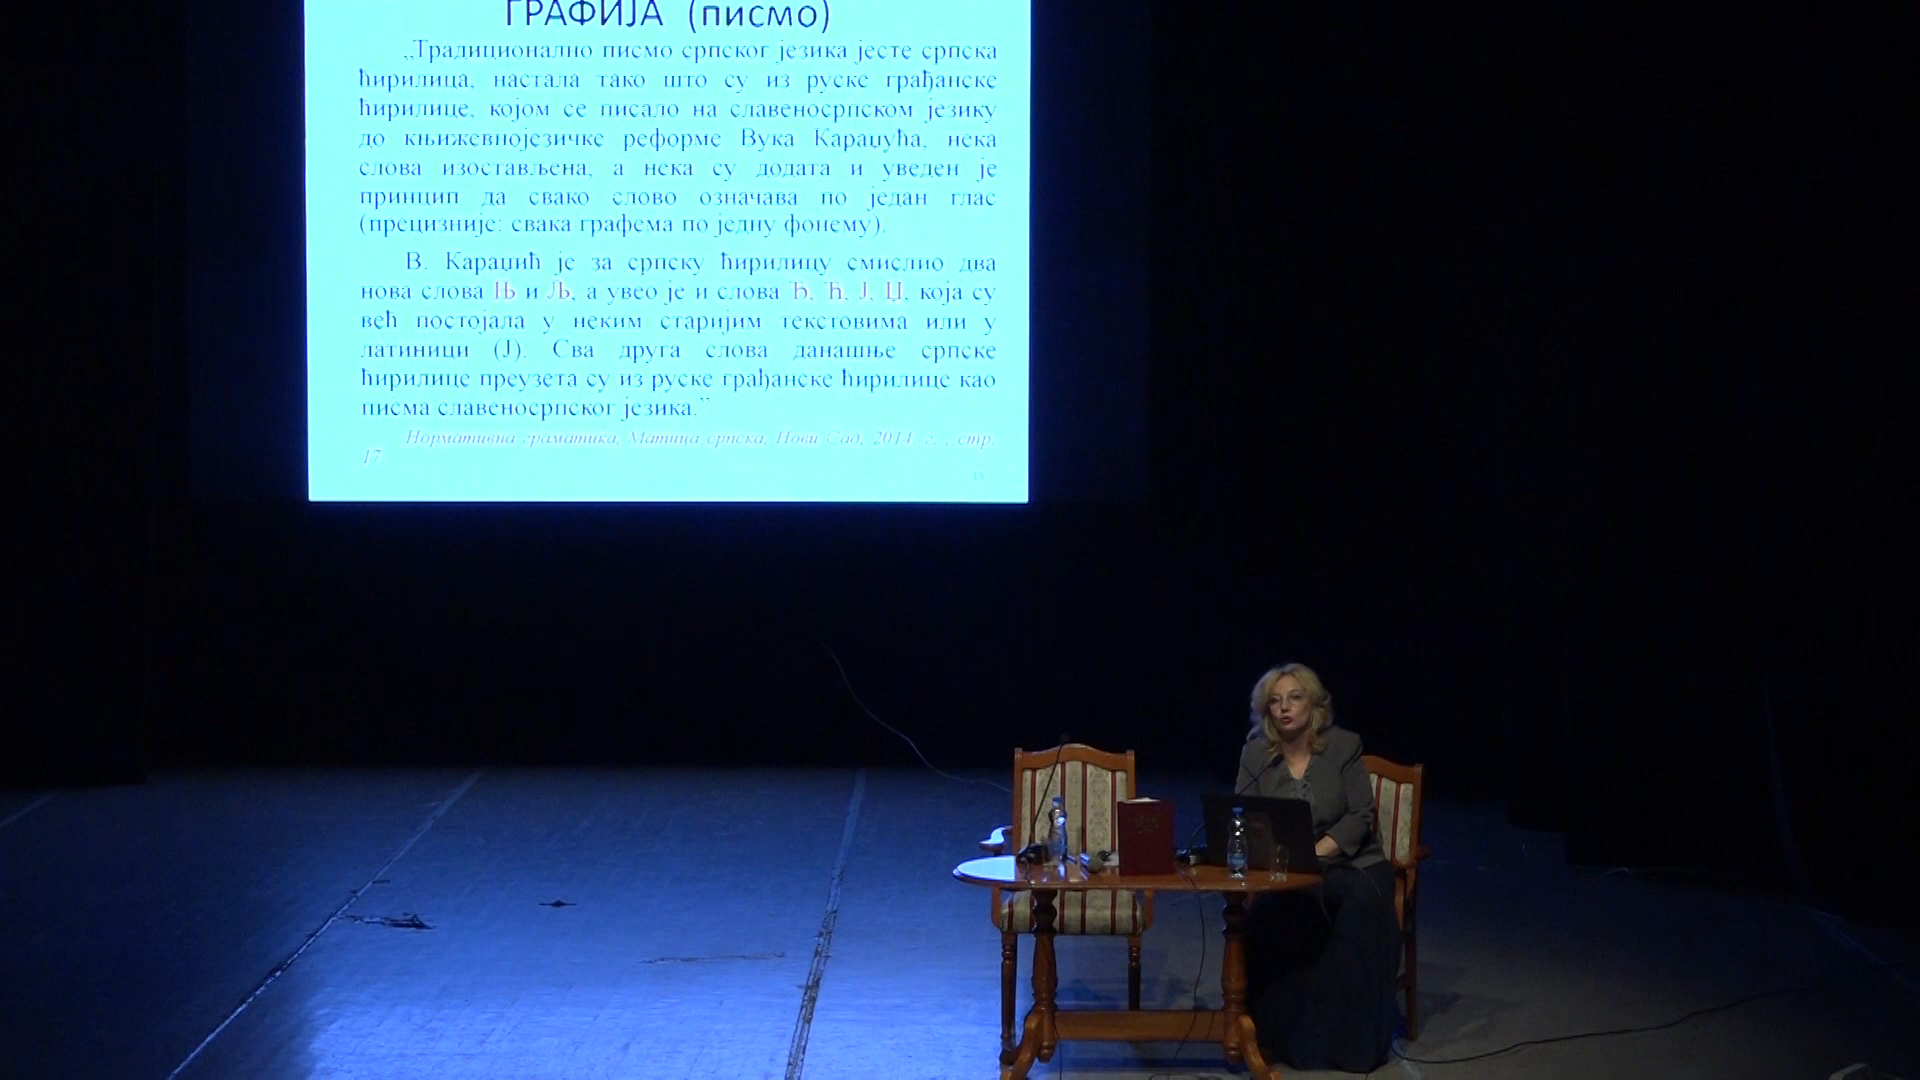 ГРАФИЈА (писмо)
„Традиционално писмо српског језика јесте српска
ћирилица, настала тако што су из руске грађанске
ћирилице, којом се писало на славеносрпском језику
до књижевнојезичке реформе Вука Караџућа, нека
слова изостављена, а нека су додата и уведен је
принцип да свако слово означава по један глас
(прецизније: свака графема по једну фонему).
В. Караџић је за српску ћирилицу смислио два
нова слова Њ и Љ, а увео је и слова Ђ, Ћ, Ј, Џ, која су
већ постојала у неким старијим текстовима или у
латиници (Ј). Сва друга слова данашње српске
ћирилице преузета су из руске грађанске ћирилице као
писма славеносрпског језика.”
Нормативна граматика, Матица српска, Нови Сад, 2014. г. , стр.
17.